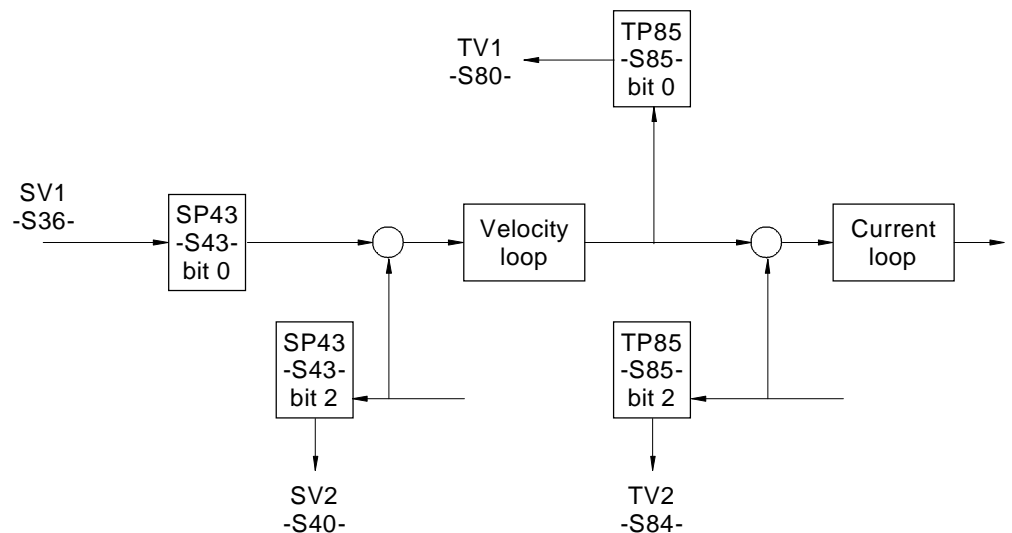 TV1
-S80-
TP85
-S85-
bit 0
SV1
-S36-
SP43
-S43-
bit 0
Velocity
loop
Current
loop
SP43
-S43-
bit 2
TP85
-S85-
bit 2
SV2
-S40-
TV2
-S84-